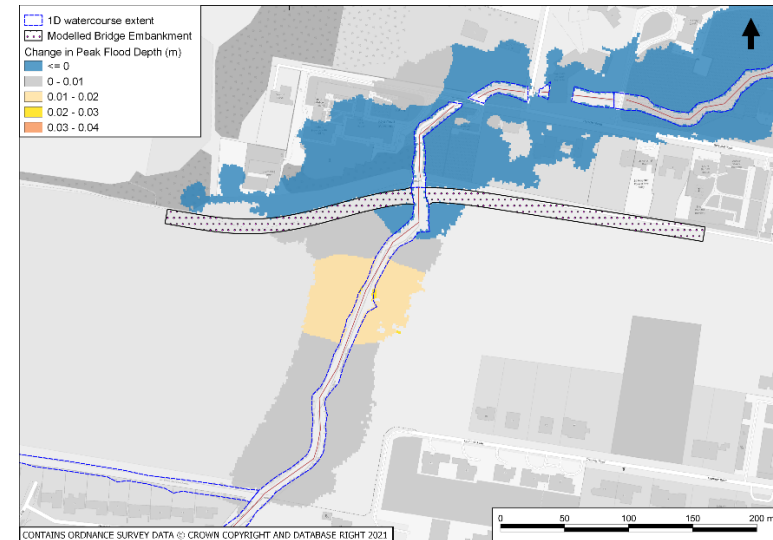 1D watercourse extent
Modelled Bridge Embankment
Change in Peak Flood Depth (m)
<= 0
0 - 0.01
0.01 - 0.02
0.02 - 0.03
0.03 - 0.04
0 50 100 150 200 m
CONTAINS ORDNANCE SURVEY DATA © CROWN COPYRIGHT AND DATABASE RIGHT 2021